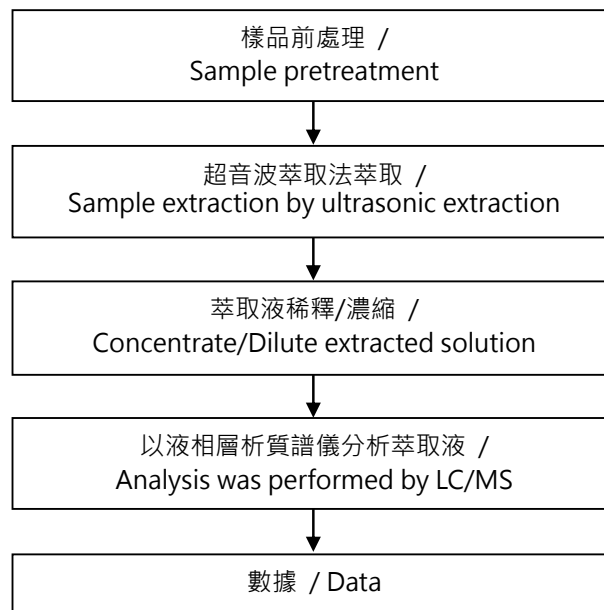 樣品前處理 /
Sample pretreatment
超音波萃取法萃取 /
Sample extraction by ultrasonic extraction
萃取液稀釋/濃縮 /
Concentrate/Dilute extracted solution
以液相層析質譜儀分析萃取液 /
Analysis was performed by LC/MS
數據 / Data